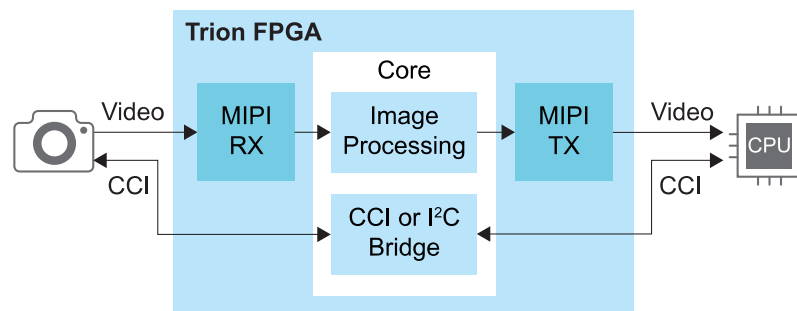 Trion FPGA
Core
Video
MIPI
RX
Image
Processing
MIPI
TX
Video
CPU
CCI
CCI or I²C
Bridge
CCI